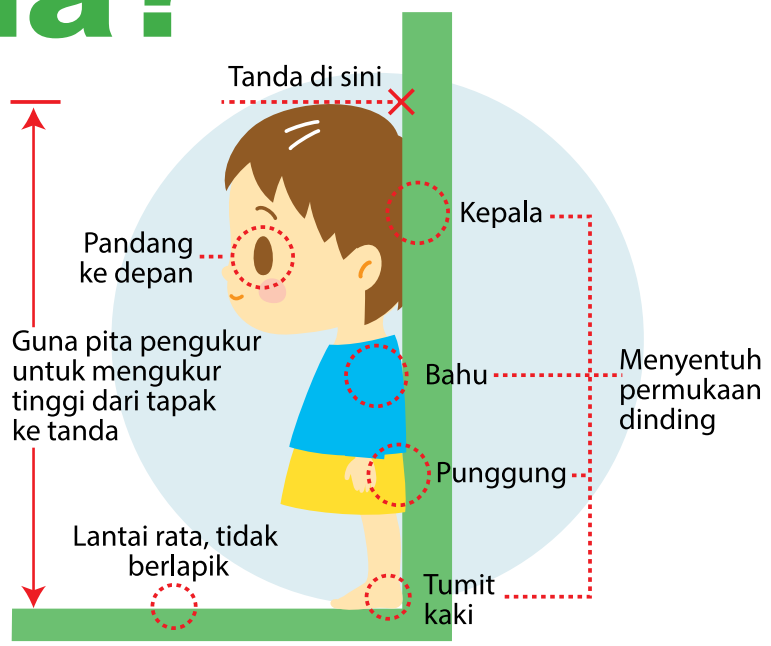 Tanda di sini
Kepala
Pandang
ke depan
Guna pita pengukur
untuk mengukur
tinggi dari tapak
ke tanda
Bahu
Menyentuh
permukaan
dinding
Punggung
Lantai rata, tidak
berlapik
Tumit
kaki